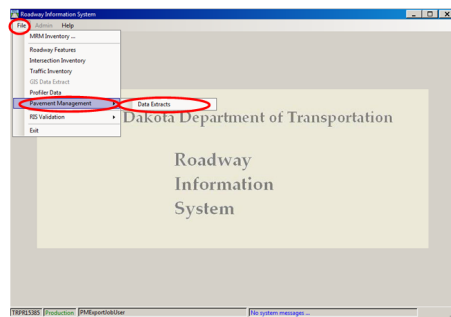 Roadway Information System
File Admin Help
MRM Inventory ...
Roadway Features
Intersection Inventory
Traffic Inventory
GIS Data Extract
Profiler Data
Pavement Management
Data Extracts
RIS Validation
Exit
Dakota Department of Transportation
Roadway
Information
System
TRPR15385 Production PMExportJobUser No system messages ...